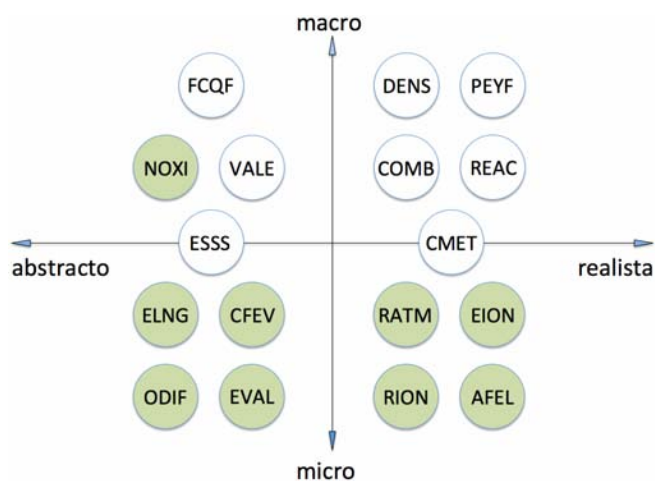 macro
FCQF DENS PEYF
NOXI VALE COMB REAC
ESSS CMET
abstracto realista
ELNG CFEV RATM EION
ODIF EVAL RION AFEL
micro